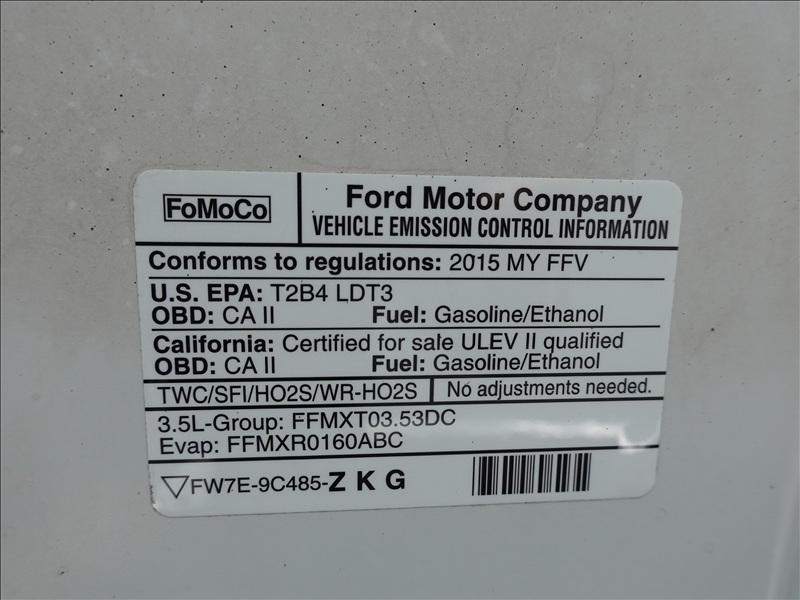 FoMoCo
Ford Motor Company
VEHICLE EMISSION CONTROL INFORMATION
Conforms to regulations: 2015 MY FFV
U.S. EPA: T2B4 LDT3
OBD: CA II Fuel: Gasoline/Ethanol
California: Certified for sale ULEV II qualified
OBD: CA II Fuel: Gasoline/Ethanol
TWC/SFI/HO2S/WR-HO2S No adjustments needed.
3.5L-Group: FFMXT03.53DC
Evap: FFMXR0160ABC
FW7E-9C485-Z K G